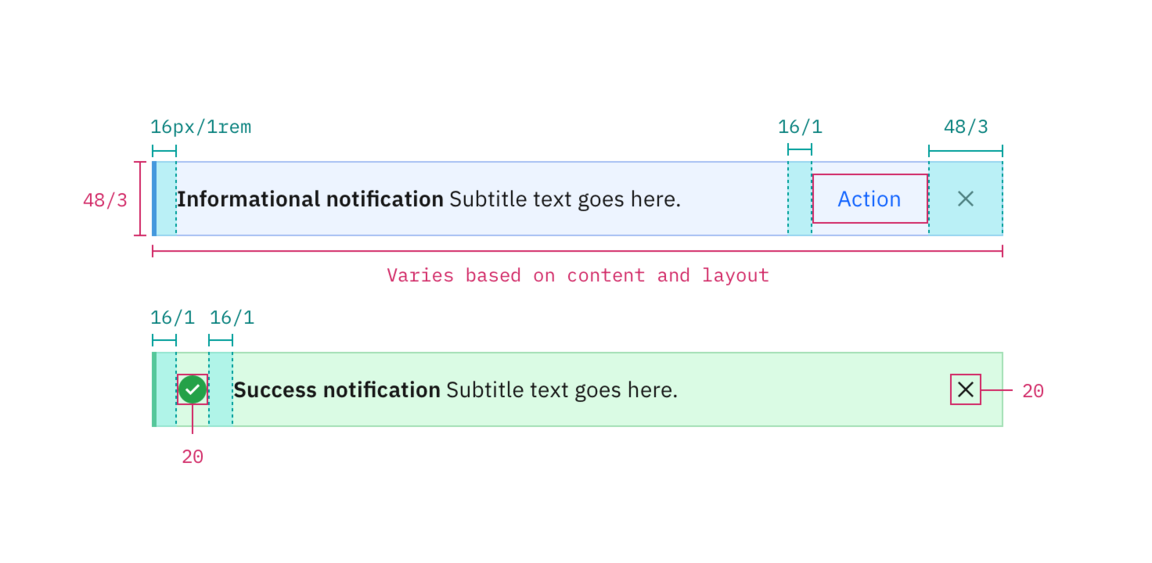 16px/1rem
16/1
48/3
48/3
Informational notification Subtitle text goes here.
Action
Varies based on content and layout
16/1
16/1
Success notification Subtitle text goes here.
20
20